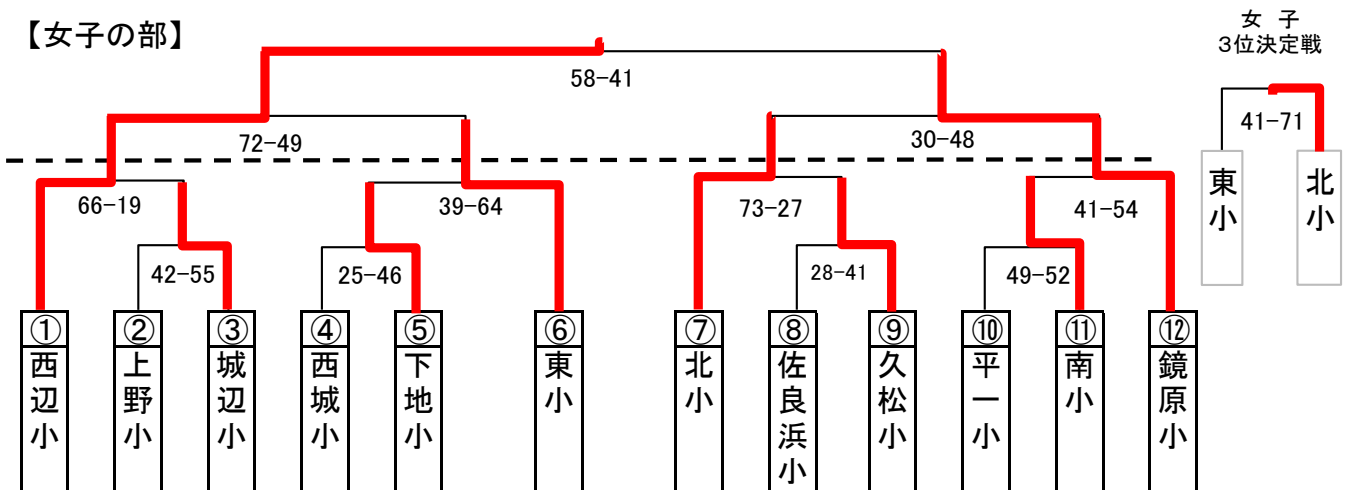 【女子の部】
女 子
3位決定戦
58-41
41-71
72-49
30-48
東小
北小
66-19
39-64
73-27
41-54
42-55
25-46
28-41
49-52
① 西辺小
② 上野小
③ 城辺小
④ 西城小
⑤ 下地小
⑥ 東小
⑦ 北小
⑧ 佐良浜小
⑨ 久松小
⑩ 平一小
⑪ 南小
⑫ 鏡原小